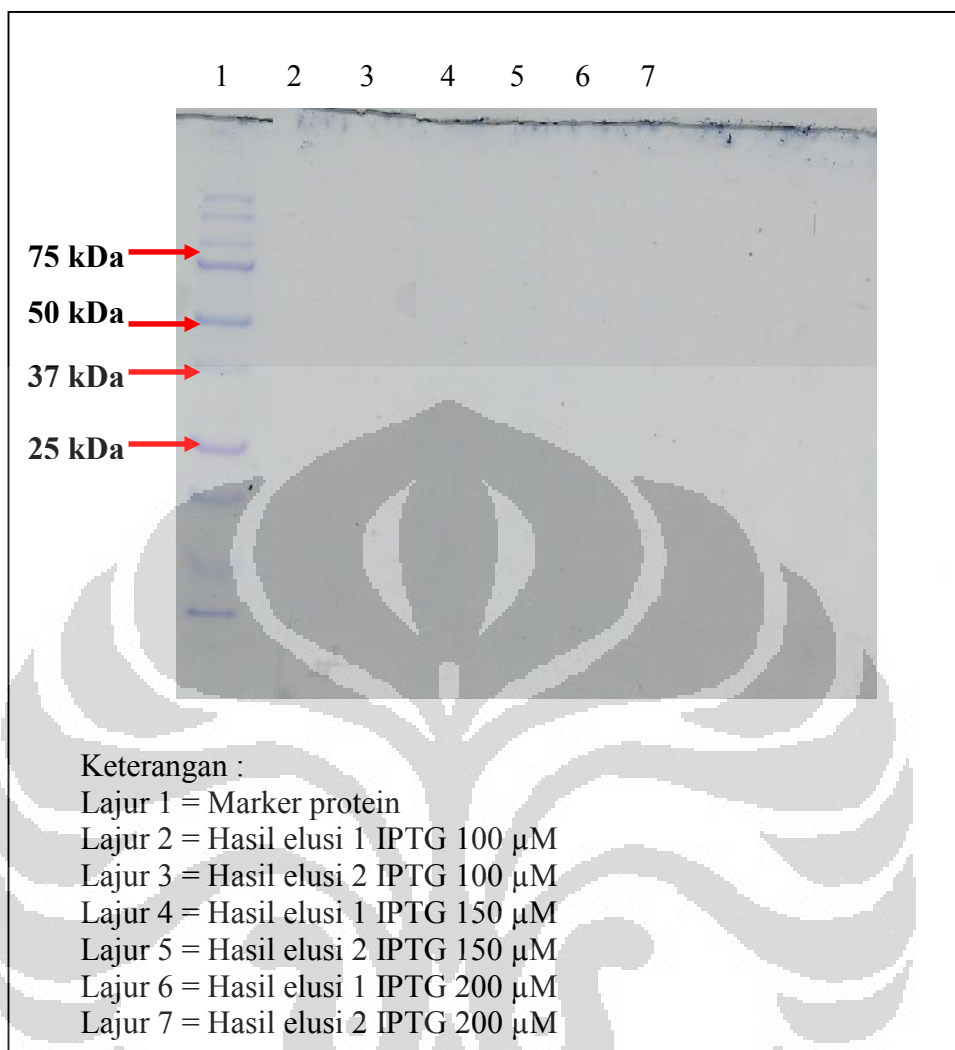 1 2 3 4 5 6 7
75 kDa
50 kDa
37 kDa
25 kDa
Keterangan :
Lajur 1 = Marker protein
Lajur 2 = Hasil elusi 1 IPTG 100 µM
Lajur 3 = Hasil elusi 2 IPTG 100 µM
Lajur 4 = Hasil elusi 1 IPTG 150 µM
Lajur 5 = Hasil elusi 2 IPTG 150 µM
Lajur 6 = Hasil elusi 1 IPTG 200 µM
Lajur 7 = Hasil elusi 2 IPTG 200 µM